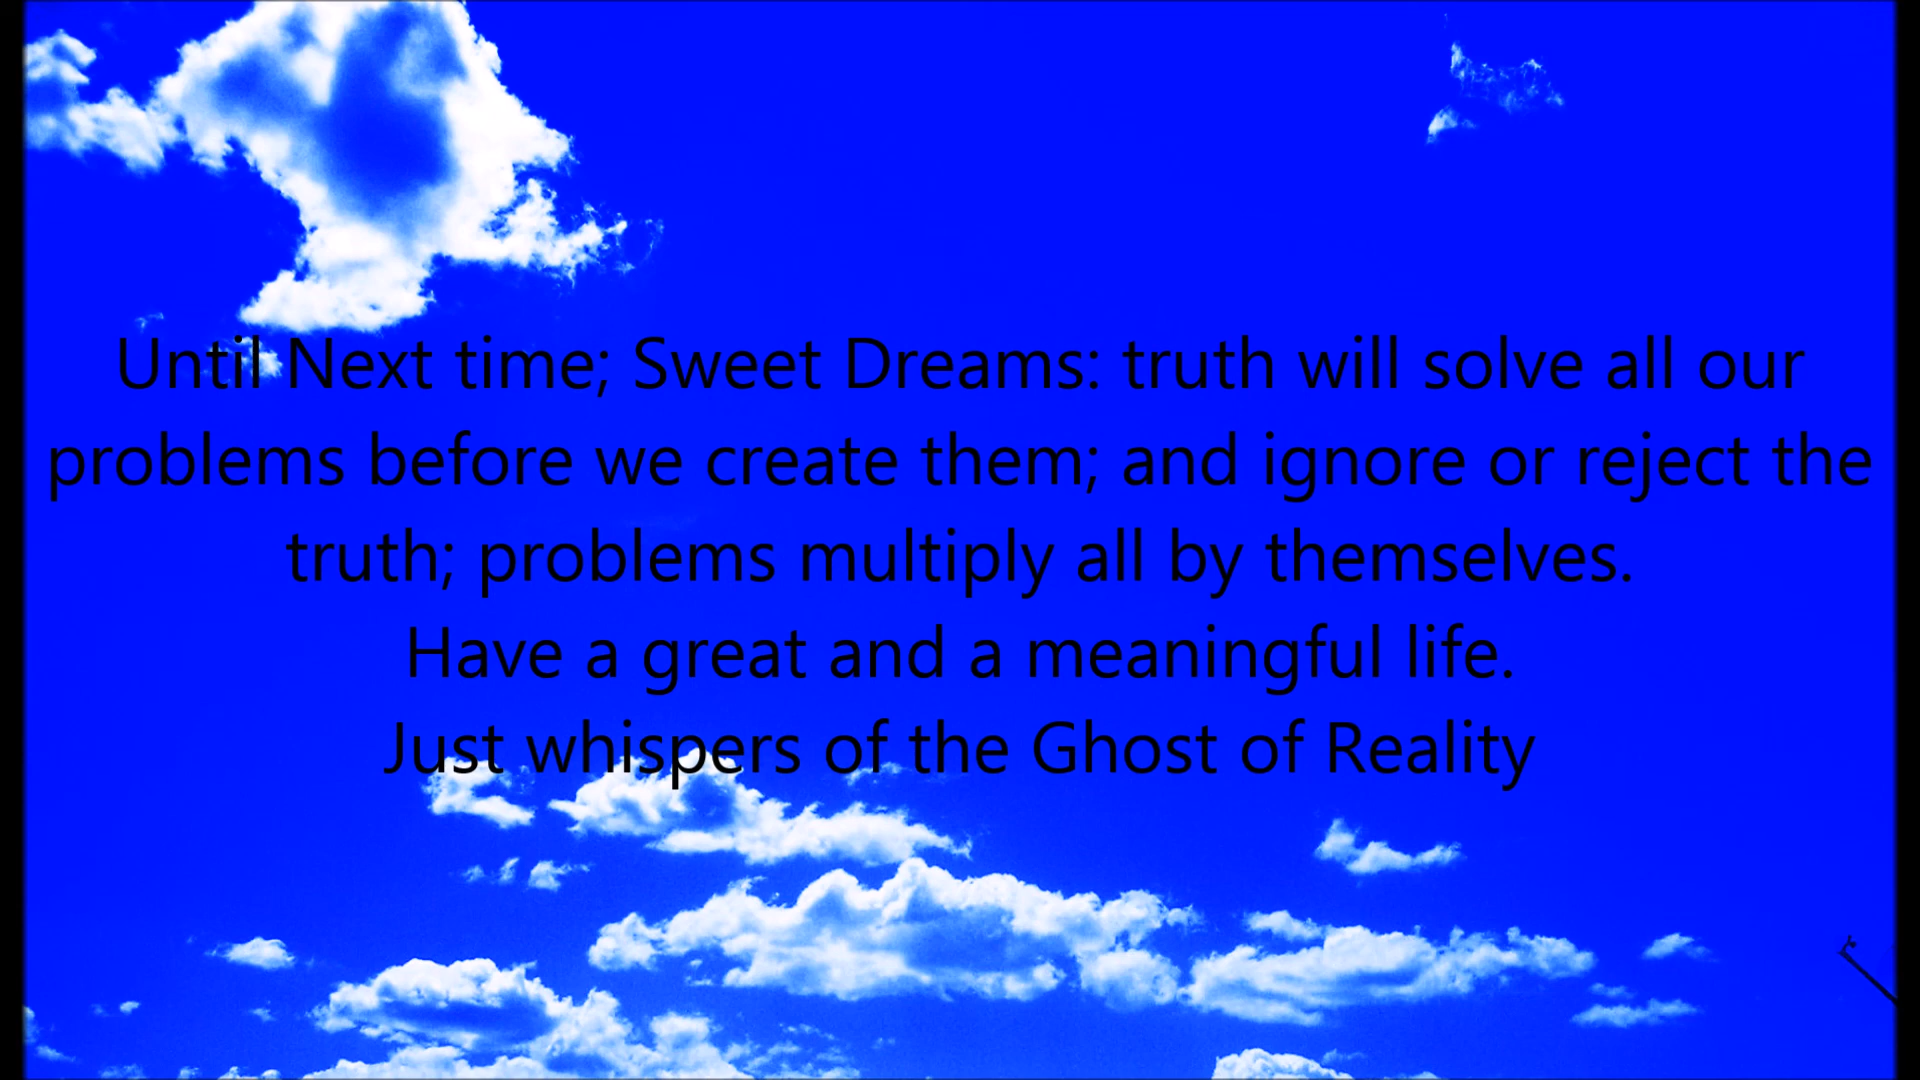 Until Next time; Sweet Dreams: truth will solve all our
problems before we create them; and ignore or reject the
truth; problems multiply all by themselves.
Have a great and a meaningful life.
Just whispers of the Ghost of Reality